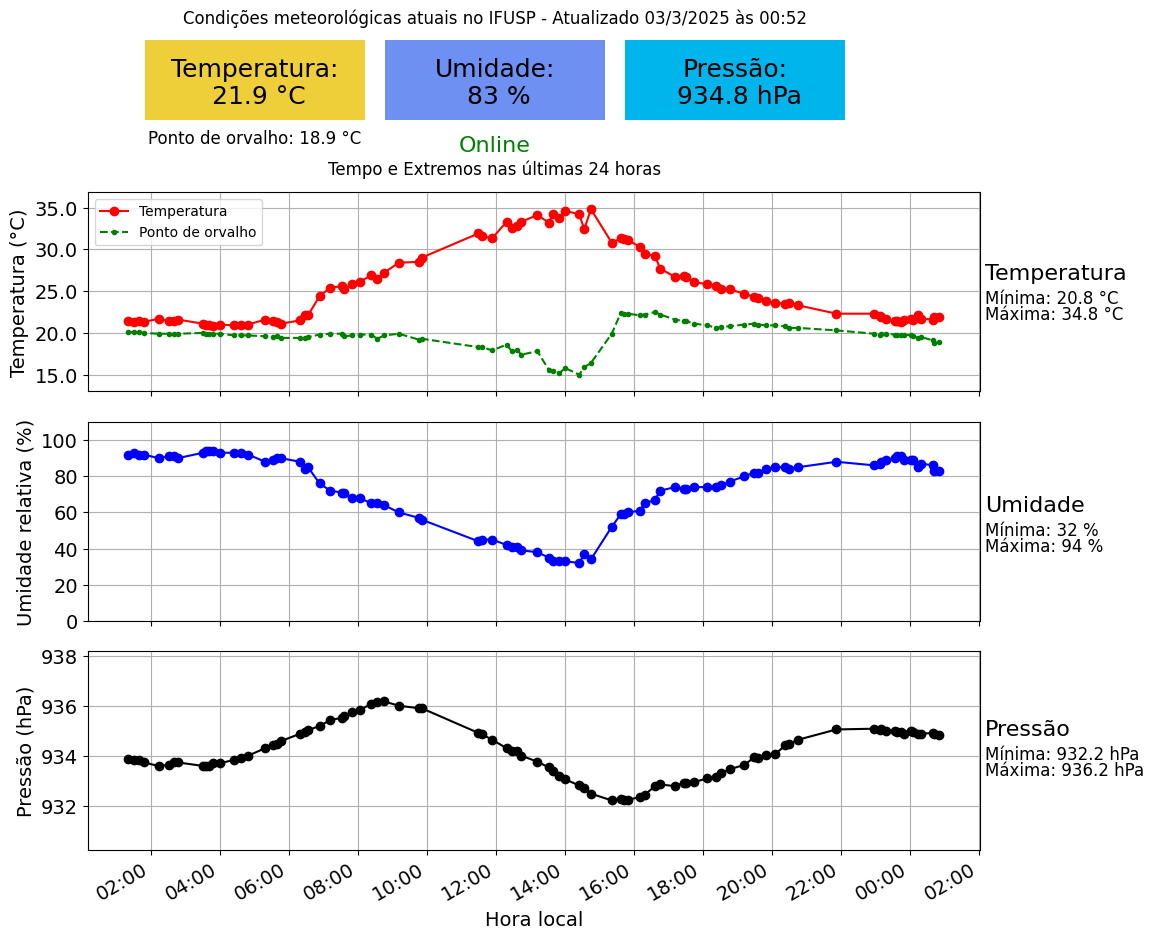 Condições meteorológicas atuais no IFUSP - Atualizado 03/3/2025 às 00:52
Temperatura:
21.9 °C
Umidade:
83 %
Pressão:
934.8 hPa
Ponto de orvalho: 18.9 °C
Online
Tempo e Extremos nas últimas 24 horas
Temperatura (°C)
35.0
30.0
25.0
20.0
15.0
Temperatura
Ponto de orvalho
Temperatura
Mínima: 20.8 °C
Máxima: 34.8 °C
Umidade relativa (%)
100
80
60
40
20
0
Umidade
Mínima: 32 %
Máxima: 94 %
Pressão (hPa)
938
936
934
932
Pressão
Mínima: 932.2 hPa
Máxima: 936.2 hPa
02:00
04:00
06:00
08:00
10:00
12:00
14:00
16:00
18:00
20:00
22:00
00:00
02:00
Hora local